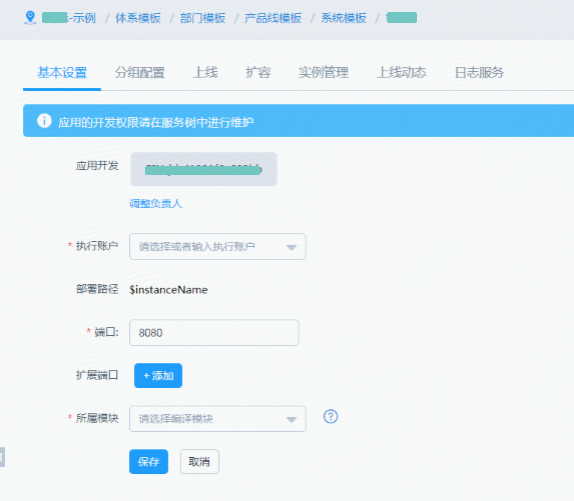 -示例 / 体系模板 / 部门模板 / 产品线模板 / 系统模板 /
基本设置 分组配置 上线 扩容 实例管理 上线动态 日志服务
应用的开发权限请在服务树中进行维护
应用开发
调整负责人
* 执行账户 请选择或者输入执行账户
部署路径 $instanceName
* 端口: 8080
扩展端口 + 添加
* 所属模块 请选择编译模块 ?
保存 取消